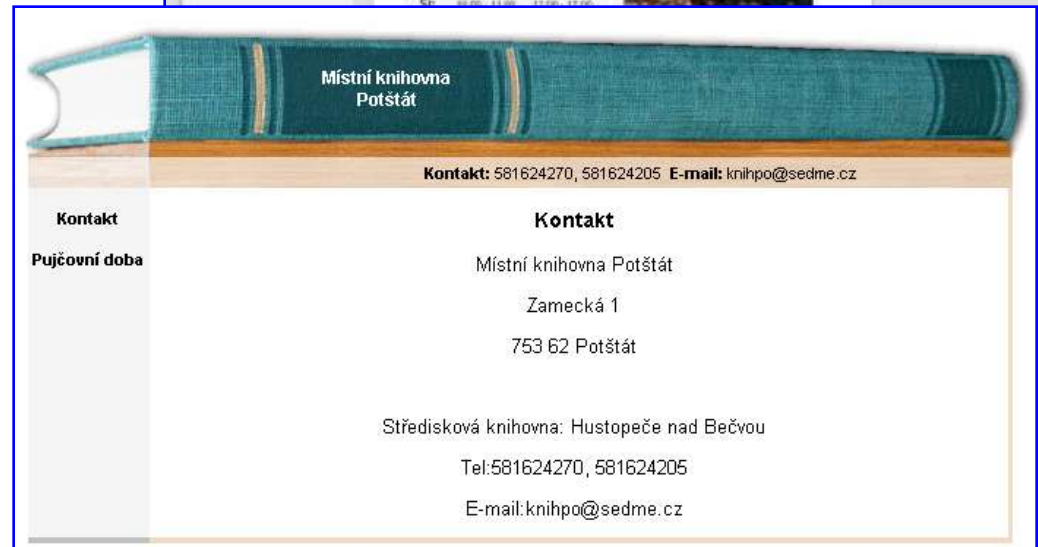 Místní knihovna
Potštát
Kontakt: 581624270, 581624205 E-mail: knihpo@sedme.cz
Kontakt
Pujčovní doba
Kontakt
Místní knihovna Potštát
Zamecká 1
753 62 Potštát
Středisková knihovna: Hustopeče nad Bečvou
Tel:581624270, 581624205
E-mail:knihpo@sedme.cz